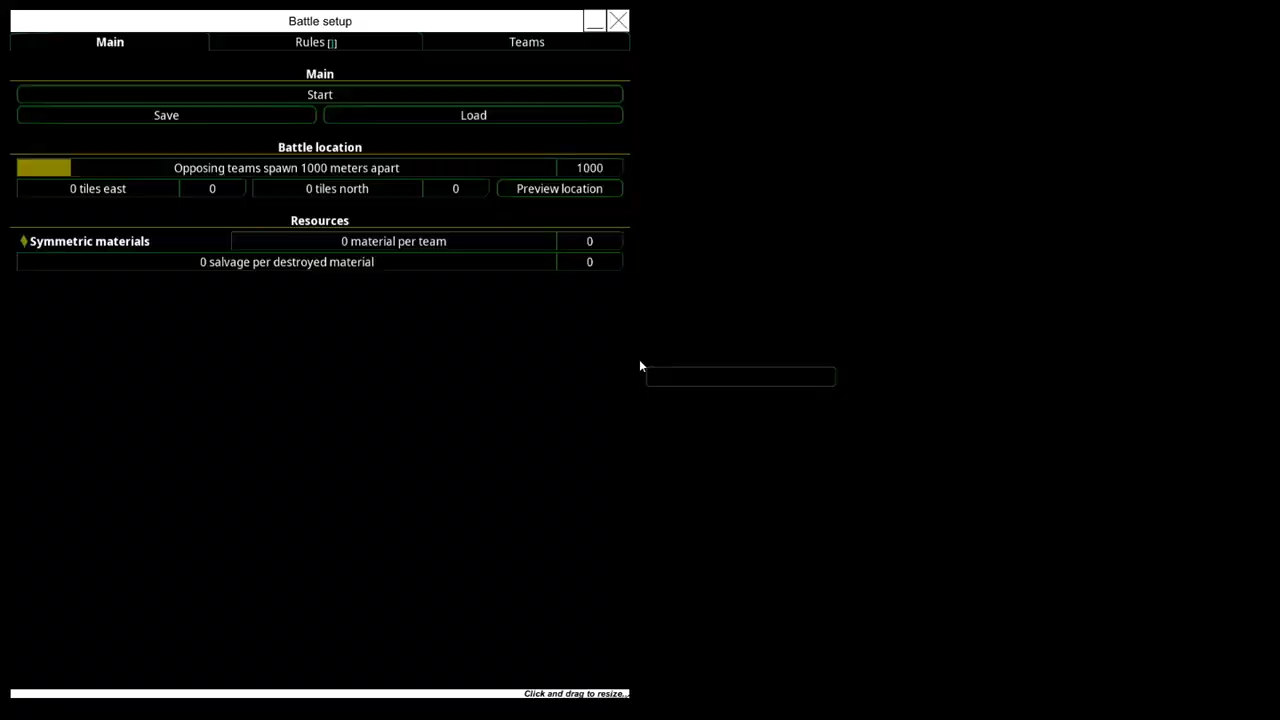 Battle setup
Main
Rules []
Teams
Main
Start
Save
Load
Battle location
Opposing teams spawn 1000 meters apart
1000
0 tiles east
0
0 tiles north
0
Preview location
Resources
Symmetric materials
0 material per team
0
0 salvage per destroyed material
0
Click and drag to resize..